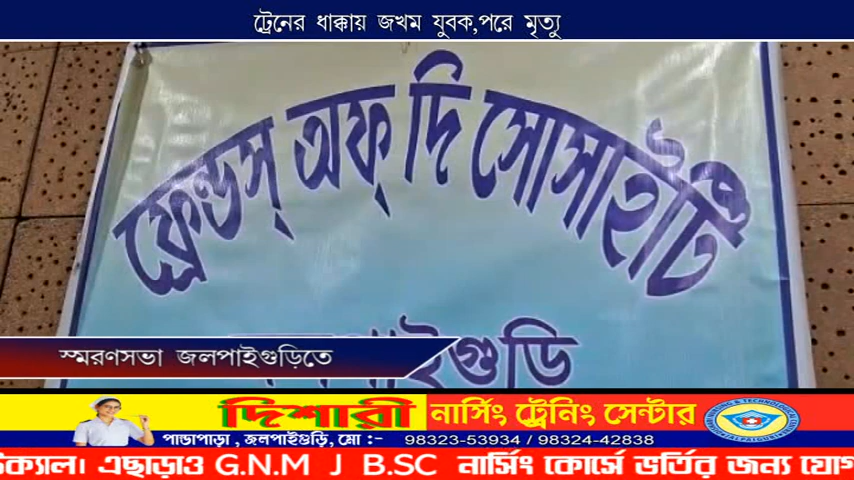 ট্রেনের ধাক্কায় জখম যুবক,পরে মৃত্যু
ফ্রেন্ডস্ অফ্ দি সোসাইটি
স্মরণসভা জলপাইগুড়িতে
দিশারী নার্সিং ট্রেনিং সেন্টার
পান্ডাপাড়া, জলপাইগুড়ি, মো :- 98323-53934 / 98324-42838
এছাড়াও G.N.M J B.SC নার্সিং কোর্সে ভর্তির জন্য